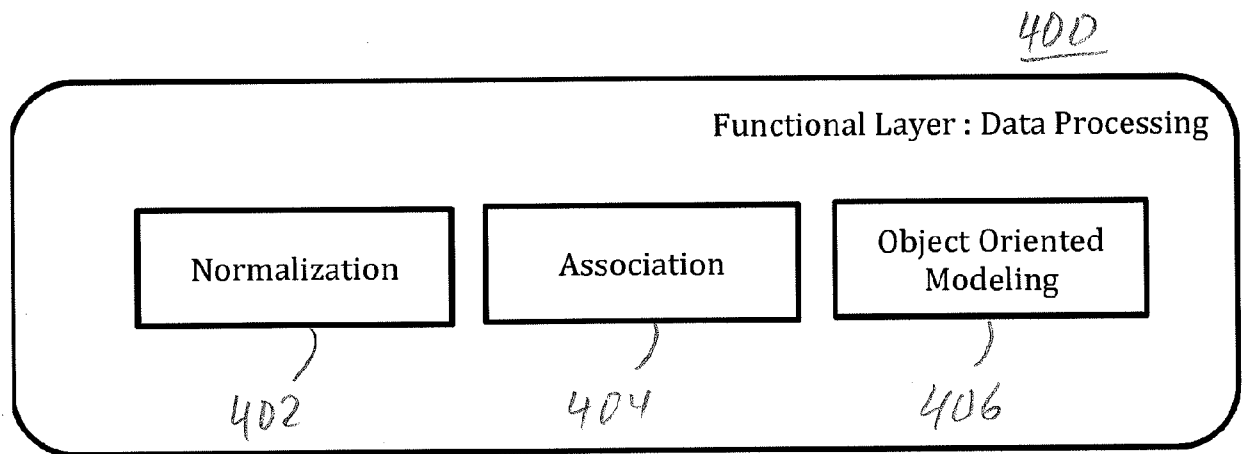 400
Functional Layer : Data Processing
Normalization
Association
Object Oriented
Modeling
402
404
406